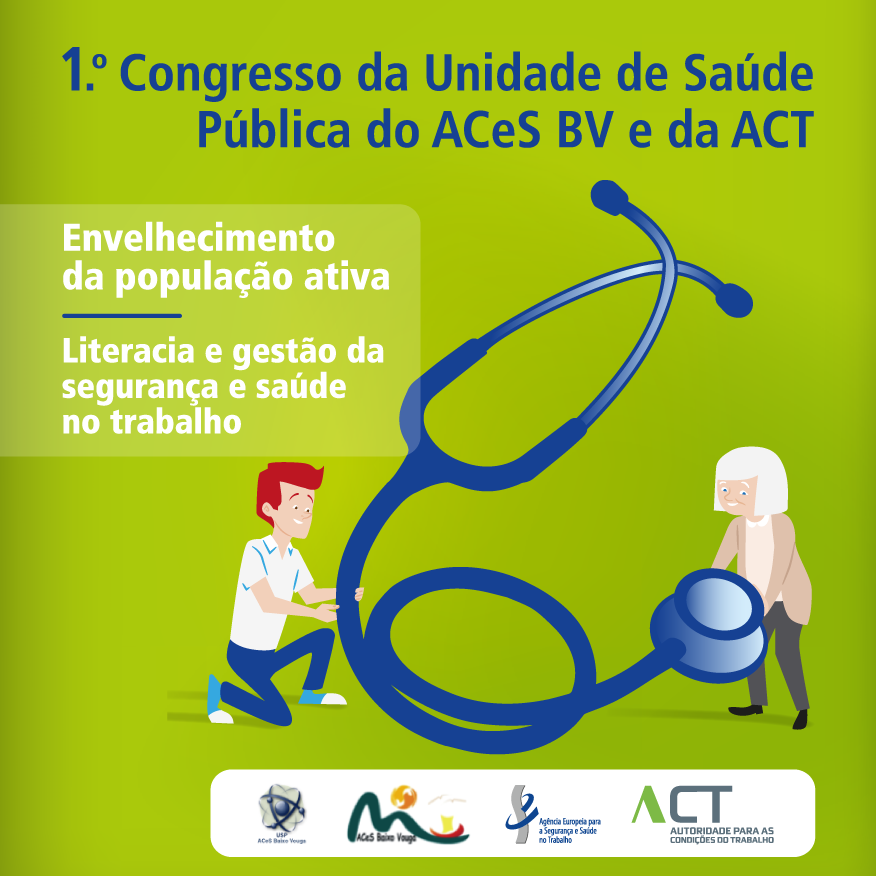 1.º Congresso da Unidade de Saúde
Pública do ACeS BV e da ACT
Envelhecimento
da população ativa
Literacia e gestão da
segurança e saúde
no trabalho
USP
ACeS Baixo Vouga
ACeS Baixo Vouga
Agência Europeia para
a Segurança e Saúde
no Trabalho
ACT
AUTORIDADE PARA AS
CONDIÇÕES DO TRABALHO